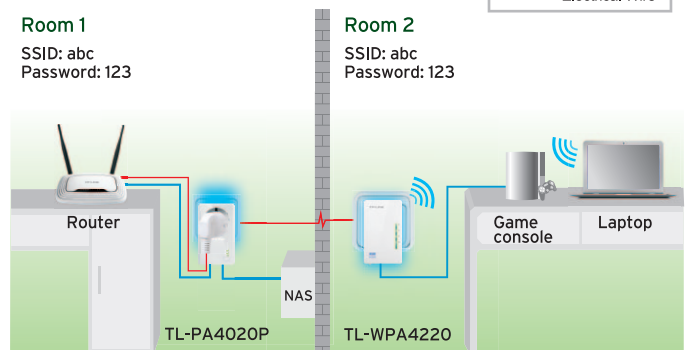 Room 1
SSID: abc
Password: 123
Room 2
SSID: abc
Password: 123
Router
Game
console
Laptop
NAS
TL-PA4020P
TL-WPA4220